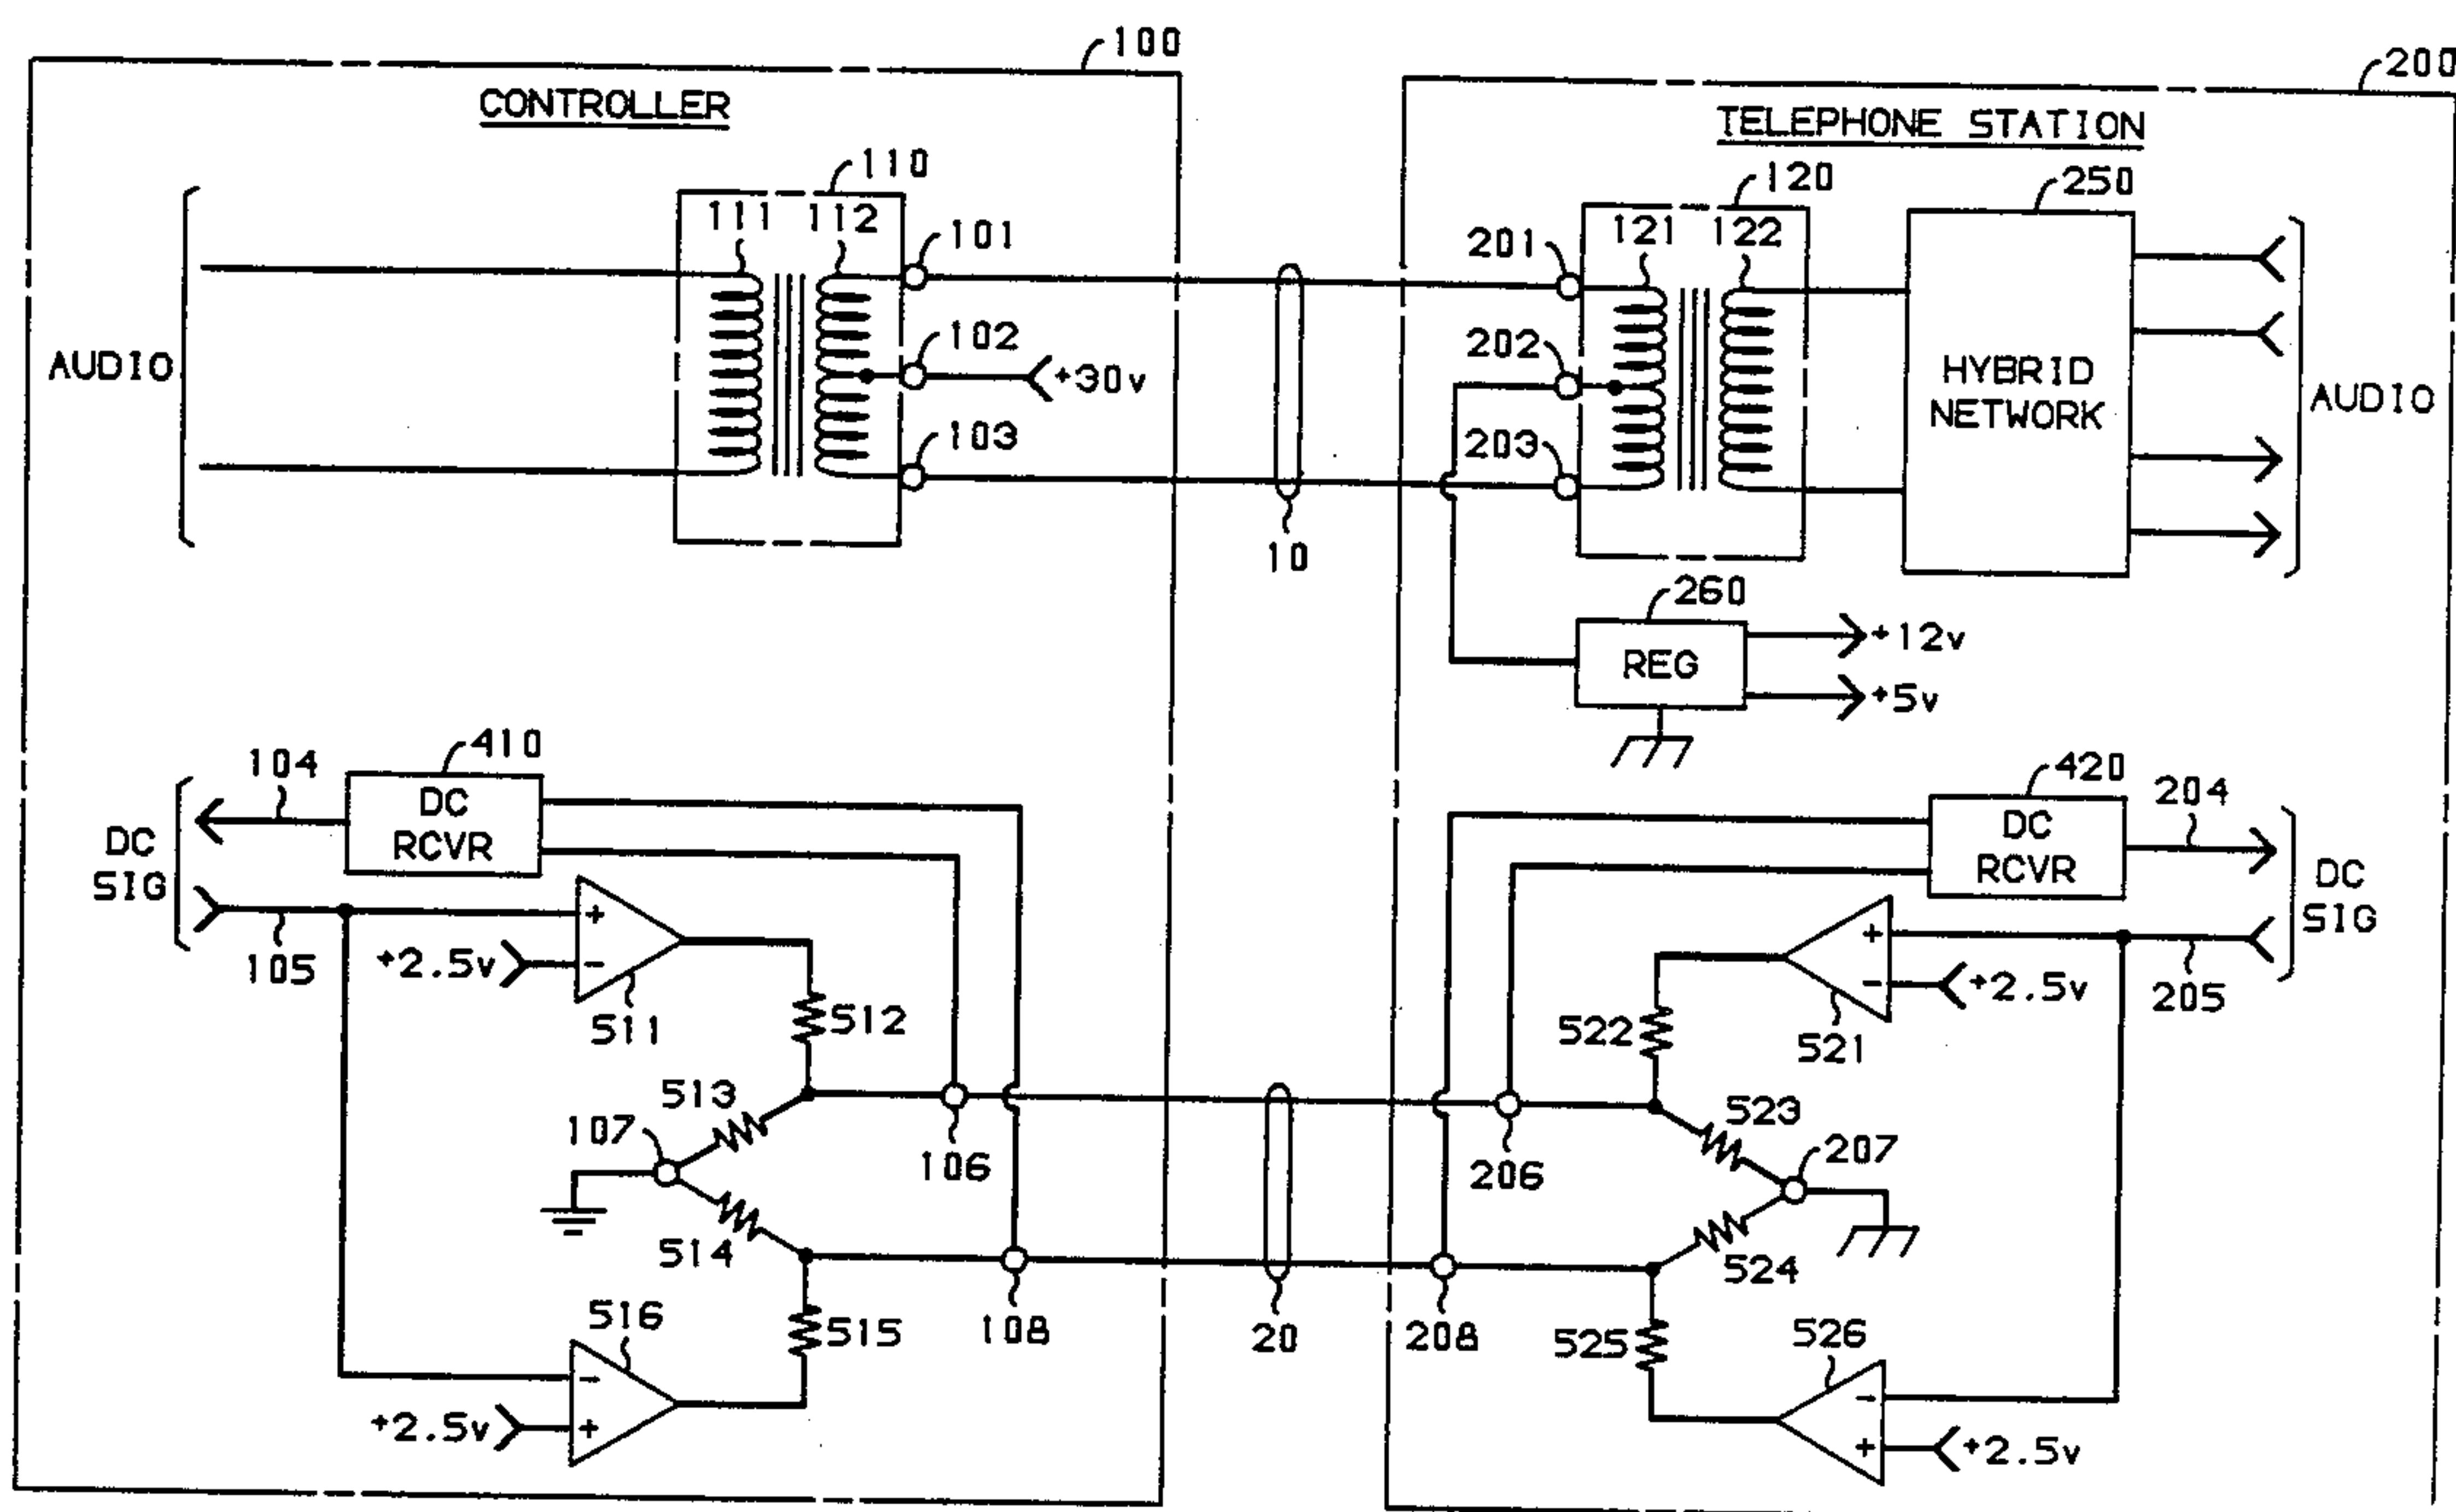 100
200
CONTROLLER
TELEPHONE STATION
110
120
250
111
112
101
201
121
122
102
+30v
202
AUDIO
HYBRID
NETWORK
AUDIO
103
203
10
260
REG
+12v
+5v
410
104
DC
RCVR
DC
SIG
420
204
DC
RCVR
DC
SIG
+
+2.5v
-
105
511
512
+
-
+2.5v
205
522
521
513
107
106
514
523
206
207
524
516
515
108
20
208
525
526
-
+2.5v
+
-
+
+2.5v